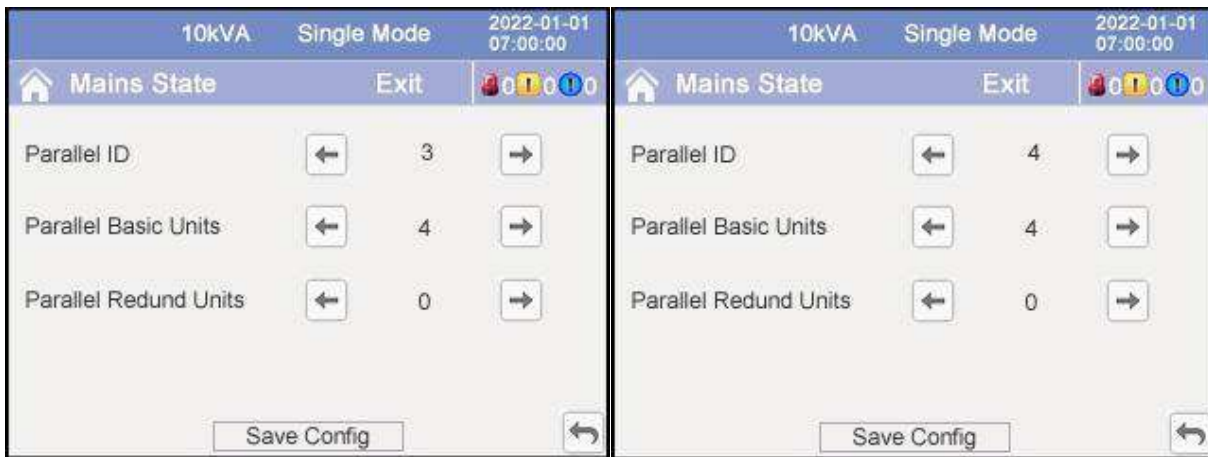 10kVA Single Mode 2022-01-01 07:00:00
Mains State Exit 0 ! 0 ! 0
Parallel ID 3
Parallel Basic Units 4
Parallel Redund Units 0
Save Config
10kVA Single Mode 2022-01-01 07:00:00
Mains State Exit 0 ! 0 ! 0
Parallel ID 4
Parallel Basic Units 4
Parallel Redund Units 0
Save Config